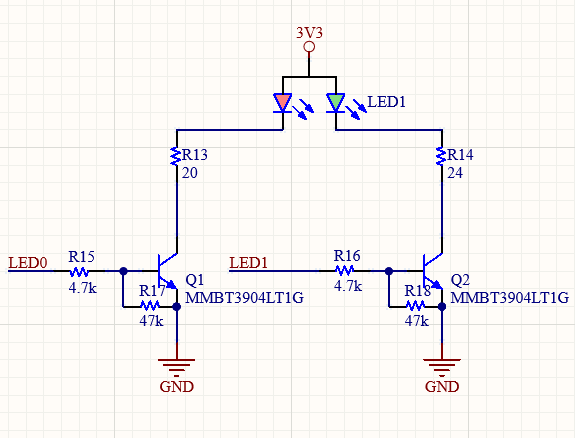 3V3
LED1
R13
20
R14
24
LED0
R15
4.7k
Q1
MMBT3904LT1G
R17
47k
GND
LED1
R16
4.7k
Q2
MMBT3904LT1G
R18
47k
GND